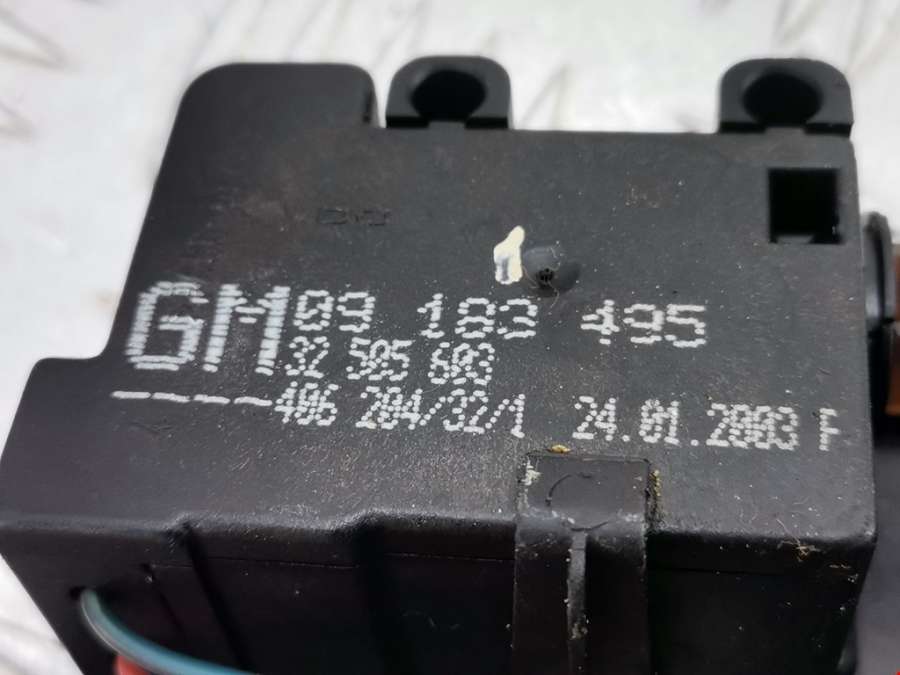 GM 09 183 495
32 505 603
----406 204/32/1 24.01.2003 F